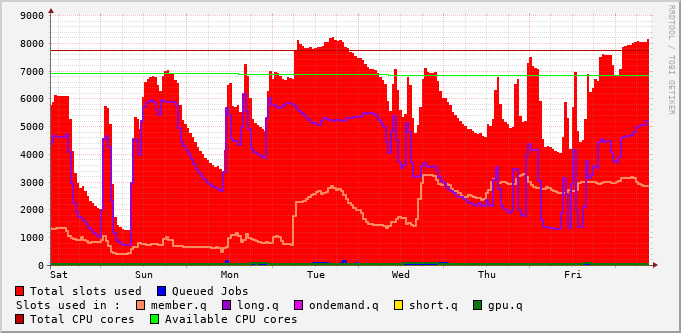 9000
8000
7000
6000
5000
4000
3000
2000
1000
0
Sat Sun Mon Tue Wed Thu Fri
RRDTOOL / TOBI OETIKER
Total slots used Queued Jobs
Slots used in : member.q long.q ondemand.q short.q gpu.q
Total CPU cores Available CPU cores